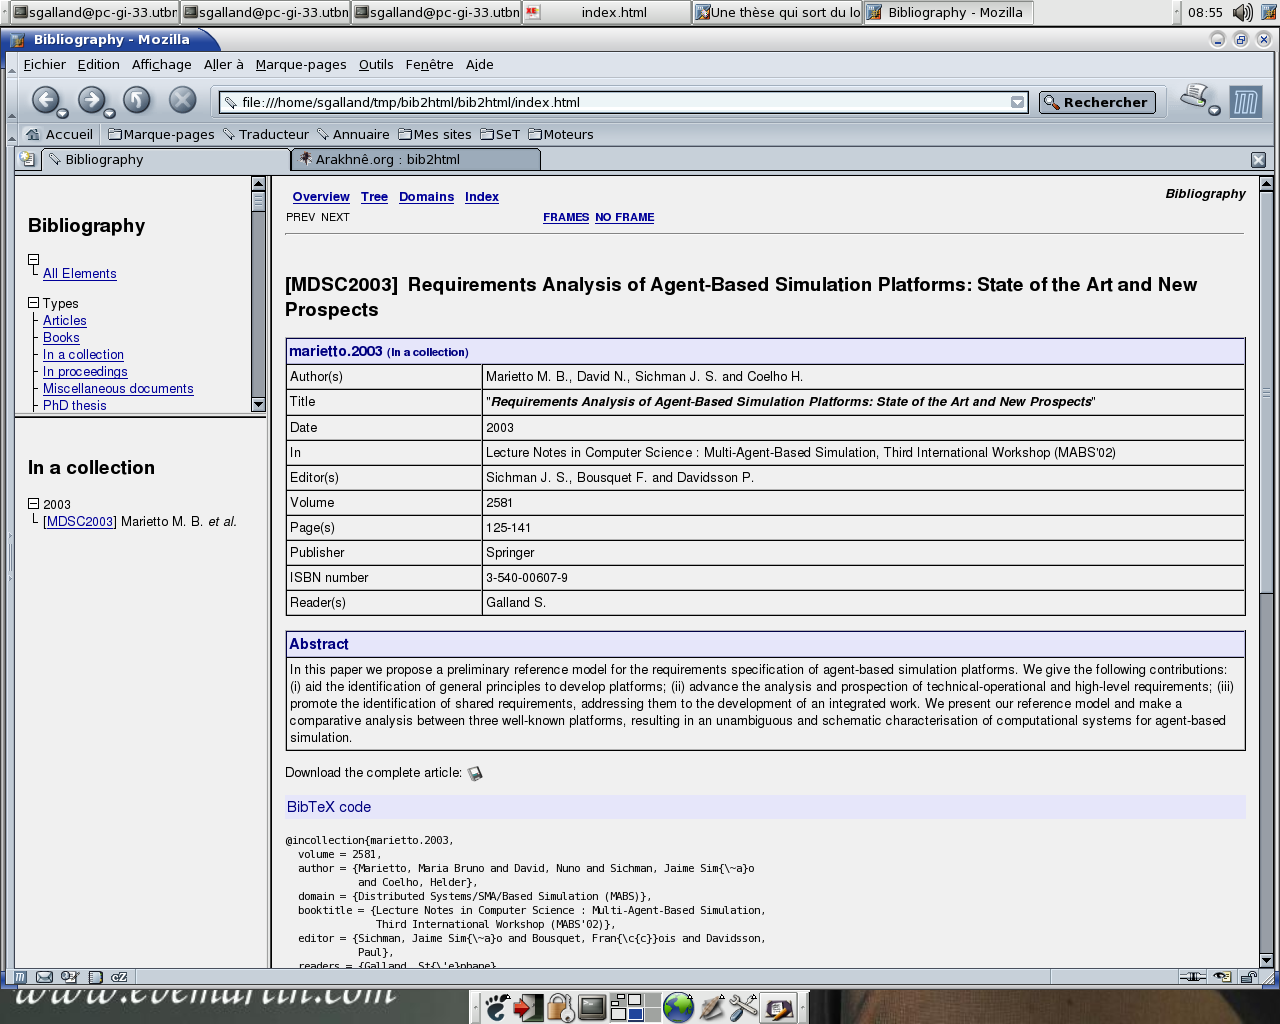 sgalland@pc-gi-33.utbr sgalland@pc-gi-33.utbn sgalland@pc-gi-33.utbn index.html Une thèse qui sort du lo Bibliography - Mozilla 08:55
Bibliography - Mozilla
Fichier Edition Affichage Aller à Marque-pages Outils Fenêtre Aide
file:///home/sgalland/tmp/bib2html/bib2html/index.html Rechercher
Accueil Marque-pages Traducteur Annuaire Mes sites SeT Moteurs
Bibliography Arakhnê.org : bib2html
Bibliography
All Elements
Types
Articles
Books
In a collection
In proceedings
Miscellaneous documents
PhD thesis
In a collection
2003
[MDSC2003] Marietto M. B. et al.
Overview Tree Domains Index Bibliography
PREV NEXT FRAMES NO FRAME
[MDSC2003] Requirements Analysis of Agent-Based Simulation Platforms: State of the Art and New
Prospects
marietto.2003 (In a collection)
Author(s) Marietto M. B., David N., Sichman J. S. and Coelho H.
Title "Requirements Analysis of Agent-Based Simulation Platforms: State of the Art and New Prospects"
Date 2003
In Lecture Notes in Computer Science : Multi-Agent-Based Simulation, Third International Workshop (MABS'02)
Editor(s) Sichman J. S., Bousquet F. and Davidsson P.
Volume 2581
Page(s) 125-141
Publisher Springer
ISBN number 3-540-00607-9
Reader(s) Galland S.
Abstract
In this paper we propose a preliminary reference model for the requirements specification of agent-based simulation platforms. We give the following contributions:
(i) aid the identification of general principles to develop platforms; (ii) advance the analysis and prospection of technical-operational and high-level requirements; (iii)
promote the identification of shared requirements, addressing them to the development of an integrated work. We present our reference model and make a
comparative analysis between three well-known platforms, resulting in an unambiguous and schematic characterisation of computational systems for agent-based
simulation.
Download the complete article:
BibTeX code
@incollection{marietto.2003,
volume = 2581,
author = {Marietto, Maria Bruno and David, Nuno and Sichman, Jaime Sim{\~a}o
and Coelho, Helder},
domain = {Distributed Systems/SMA/Based Simulation (MABS)},
booktitle = {Lecture Notes in Computer Science : Multi-Agent-Based Simulation,
Third International Workshop (MABS'02)},
editor = {Sichman, Jaime Sim{\~a}o and Bousquet, Fran{\c{c}}ois and Davidsson,
Paul},
readers = {Galland, St{\'e}phane}
www.evemartin.com